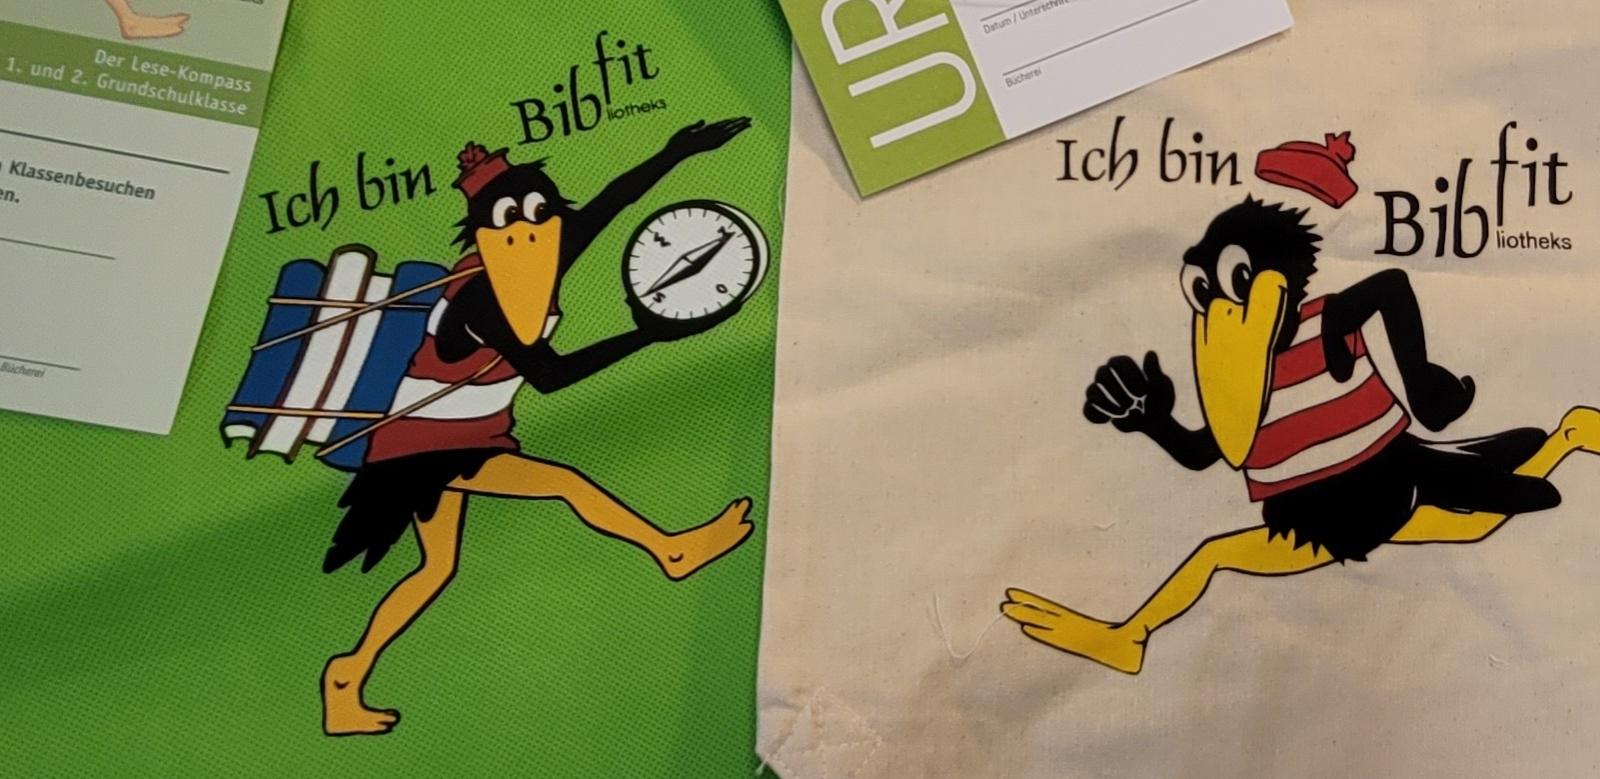 Der Lese-Kompass
1. und 2. Grundschulklasse
Klassenbesuchen
en.
Bücherei
Ich bin
Bibfit
liotheks
N
S
O
UR
Datum / Unterschrift
Bücherei
Ich bin
Bibfit
liotheks